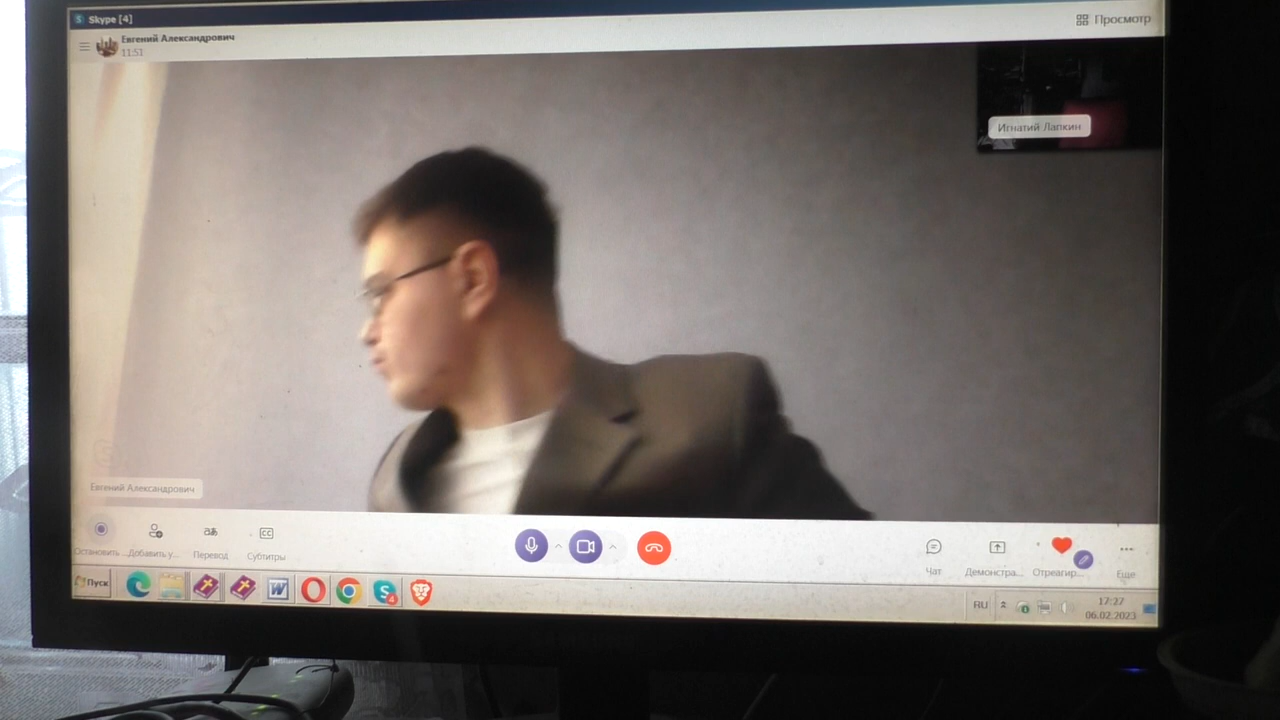 Skype [4]
Евгений Александрович
11:51
Просмотр
Игнатий Лапкин
Евгений Александрович
Остановить ...
Добавить у...
Перевод
Субтитры
Чат
Демонстра...
Отреагир...
Еще
Пуск
RU
17:27
06.02.2023